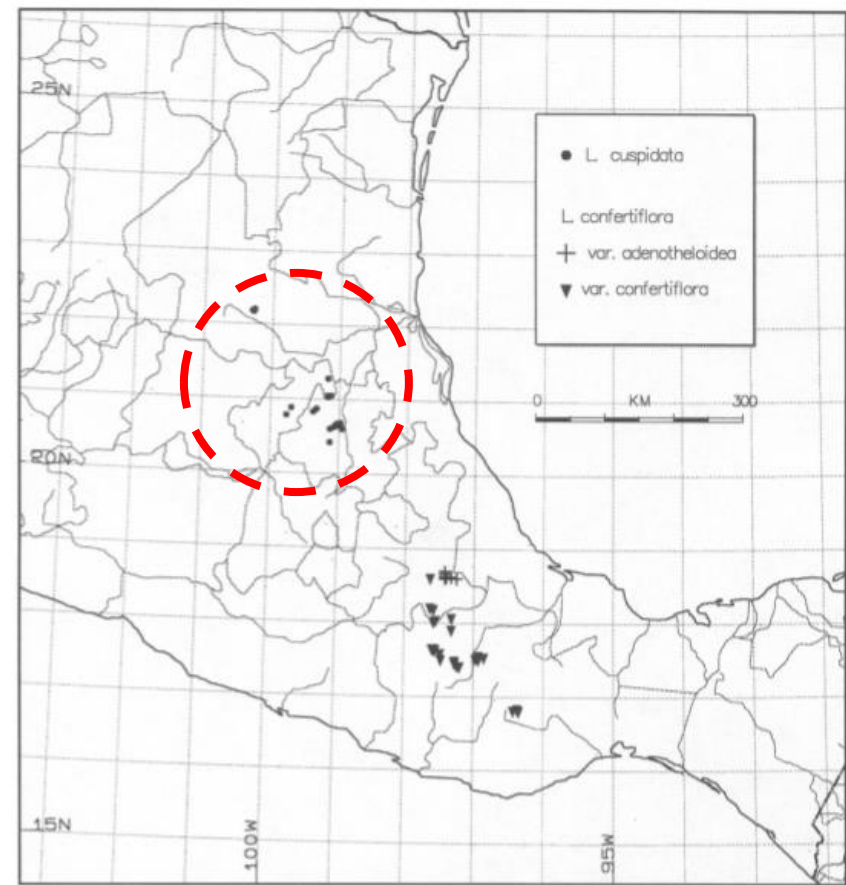 25N
L. cuspidata
L. confertiflora
var. adenotheloidea
var. confertiflora
0 KM 300
20N
15N
100W
95W